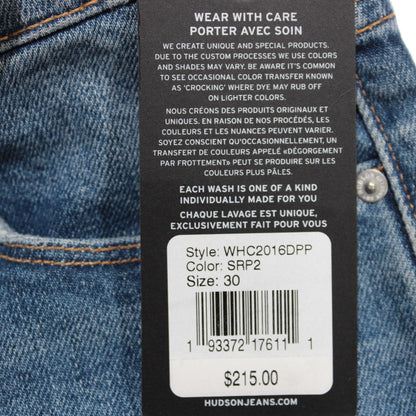 WEAR WITH CARE
PORTER AVEC SOIN
WE CREATE UNIQUE AND SPECIAL PRODUCTS.
DUE TO THE CUSTOM PROCESSES WE USE COLORS
AND SHADES MAY VARY. BE AWARE IT'S COMMON
TO SEE OCCASIONAL COLOR TRANSFER KNOWN
AS 'CROCKING' WHERE DYE MAY RUB OFF
ON LIGHTER COLORS.
NOUS CRÉONS DES PRODUITS ORIGINAUX ET
UNIQUES. EN RAISON DE NOS PROCÉDÉS, LES
COULEURS ET LES NUANCES PEUVENT VARIER.
SOYEZ CONSCIENT QU'OCCASIONNELLEMENT, UN
TRANSFERT DE COULEURS APPELÉ «DÉGORGEMENT
PAR FROTTEMENT» PEUT SE PRODUIRE SUR LES
COULEURS PLUS PÂLES.
EACH WASH IS ONE OF A KIND
INDIVIDUALLY MADE FOR YOU
CHAQUE LAVAGE EST UNIQUE,
EXCLUSIVEMENT FAIT POUR VOUS
Style: WHC2016DPP
Color: SRP2
Size: 30
1 93372 17611 1
$215.00
HUDSONJEANS.COM